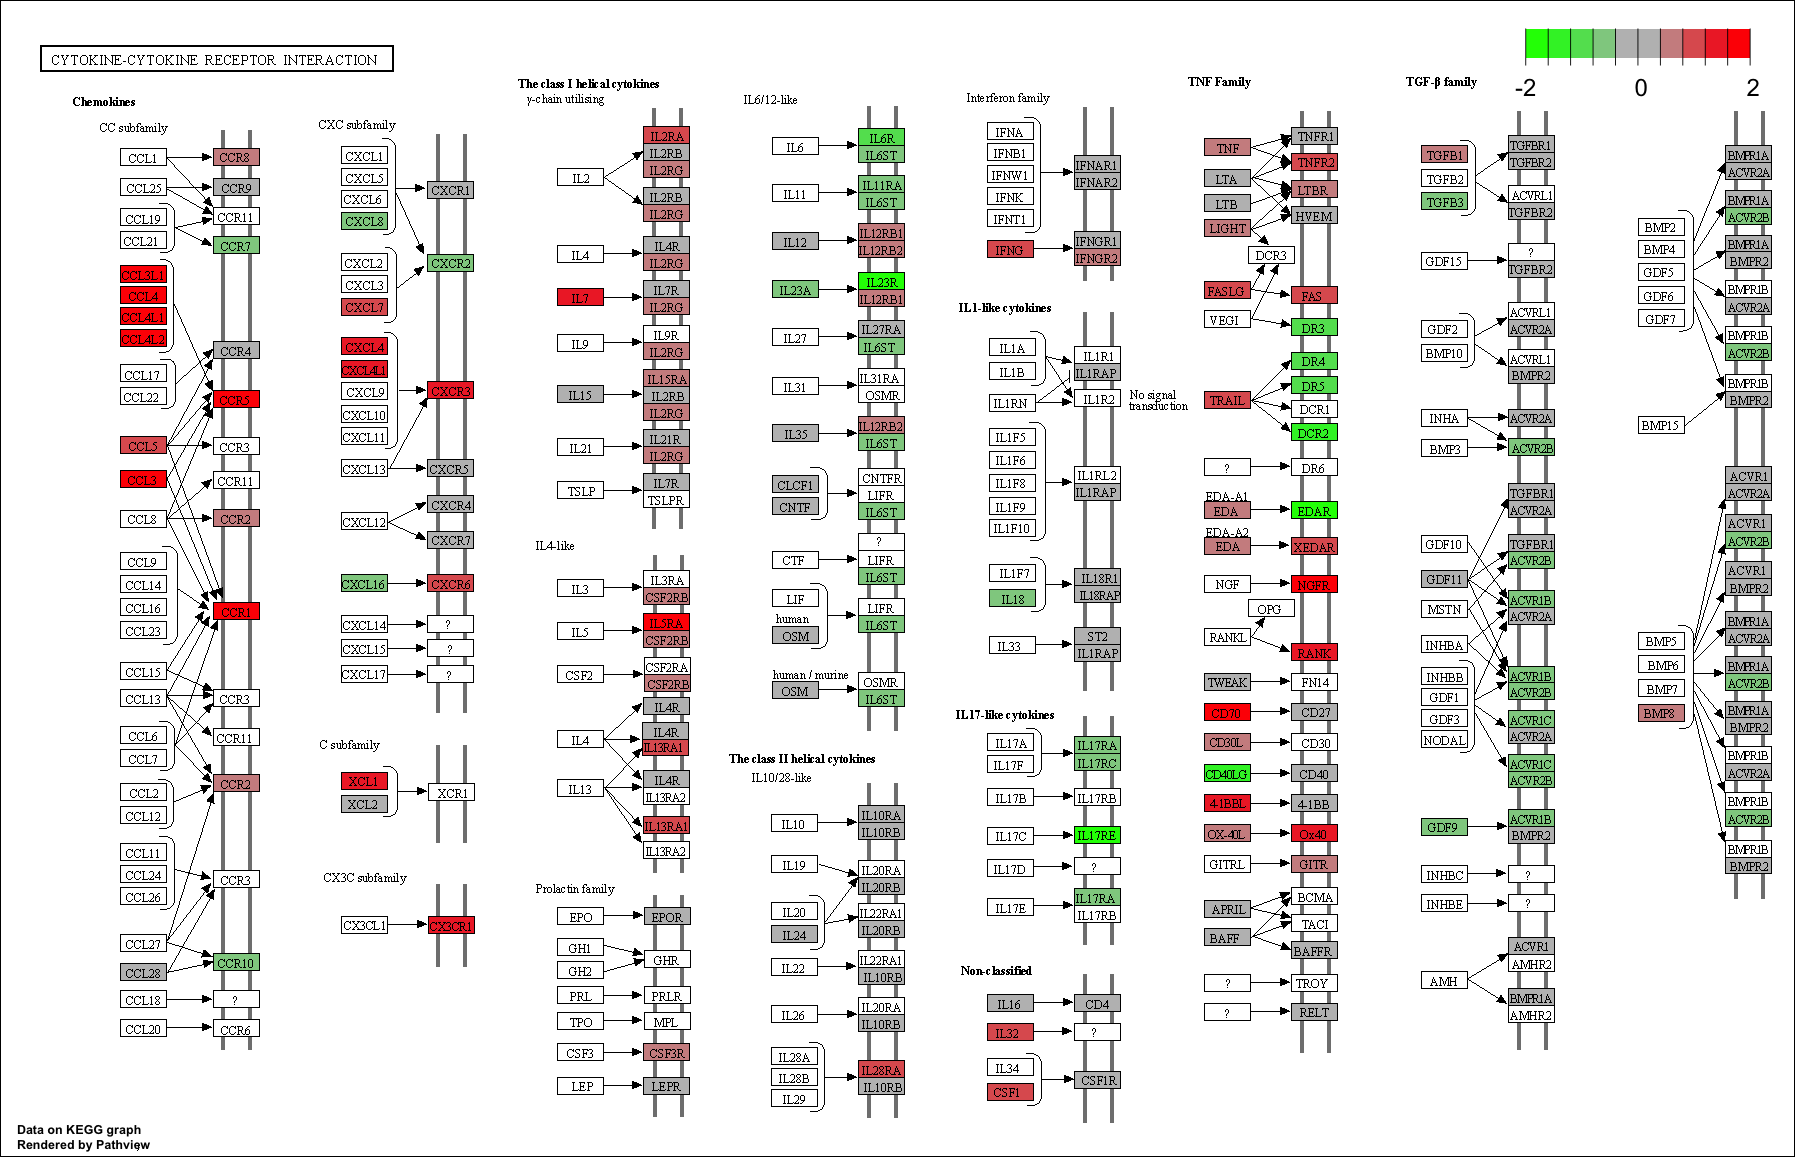 CYTOKINE-CYTOKINE RECEPTOR INTERACTION
-2
0
2
Chemokines
CC subfamily
CCL1
CCR8
CCL25
CCR9
CCL19
CCR11
CCL21
CCR7
CCL3L1
CCL4
CCL4L1
CCL4L2
CCR4
CCL17
CCL22
CCR5
CCL5
CCR3
CCL3
CCR11
CCL8
CCR2
CCL9
CCL14
CCL16
CCL23
CCR1
CCL15
CCL13
CCR3
CCL6
CCR11
CCL7
CCR2
CCL2
CCL12
CCL11
CCL24
CCL26
CCR3
CCL27
CCR10
CCL28
CCL18
?
CCL20
CCR6
CXC subfamily
CXCL1
CXCL5
CXCL6
CXCL8
CXCR1
CXCL2
CXCL3
CXCL7
CXCR2
CXCL4
CXCL4L1
CXCL9
CXCL10
CXCL11
CXCR3
CXCL13
CXCR5
CXCL12
CXCR4
CXCR7
CXCL16
CXCR6
CXCL14
?
CXCL15
?
CXCL17
?
C subfamily
XCL1
XCL2
XCR1
CX3C subfamily
CX3CL1
CX3CR1
The class I helical cytokines
γ-chain utilising
IL2
IL2RA
IL2RB
IL2RG
IL2RB
IL2RG
IL4
IL4R
IL2RG
IL7
IL7R
IL2RG
IL9
IL9R
IL2RG
IL15
IL15RA
IL2RB
IL2RG
IL21
IL21R
IL2RG
TSLP
IL7R
TSLPR
IL4-like
IL3
IL3RA
CSF2RB
IL5
IL5RA
CSF2RB
CSF2
CSF2RA
CSF2RB
IL4R
IL4
IL4R
IL13RA1
IL13
IL4R
IL13RA2
IL13RA1
IL13RA2
Prolactin family
EPO
EPOR
GH1
GH2
GHR
PRL
PRLR
TPO
MPL
CSF3
CSF3R
LEP
LEPR
IL6/12-like
IL6
IL6R
IL6ST
IL11
IL11RA
IL6ST
IL12
IL12RB1
IL12RB2
IL23A
IL23R
IL12RB1
IL27
IL27RA
IL6ST
IL31
IL31RA
OSMR
IL35
IL12RB2
IL6ST
CLCF1
CNTF
CNTFR
LIFR
IL6ST
CTF
?
LIFR
IL6ST
LIF
human
OSM
LIFR
IL6ST
human / murine
OSM
OSMR
IL6ST
The class II helical cytokines
IL10/28-like
IL10
IL10RA
IL10RB
IL19
IL20RA
IL20RB
IL20
IL24
IL22RA1
IL20RB
IL22
IL22RA1
IL10RB
IL26
IL20RA
IL10RB
IL28A
IL28B
IL29
IL28RA
IL10RB
Interferon family
IFNA
IFNB1
IFNW1
IFNK
IFNT1
IFNAR1
IFNAR2
IFNG
IFNGR1
IFNGR2
IL1-like cytokines
IL1A
IL1B
IL1RN
IL1R1
IL1RAP
IL1R2
No signal
transduction
IL1F5
IL1F6
IL1F8
IL1F9
IL1F10
IL1RL2
IL1RAP
IL1F7
IL18
IL18R1
IL18RAP
IL33
ST2
IL1RAP
IL17-like cytokines
IL17A
IL17F
IL17RA
IL17RC
IL17B
IL17RB
IL17C
IL17RE
IL17D
?
IL17E
IL17RA
IL17RB
Non-classified
IL16
CD4
IL32
?
IL34
CSF1
CSF1R
TNF Family
TNF
TNFR1
TNFR2
LTA
LTBR
LTB
HVEM
LIGHT
DCR3
FASLG
FAS
VEGI
DR3
DR4
DR5
TRAIL
DCR1
DCR2
?
DR6
EDA-A1
EDA
EDAR
EDA-A2
EDA
XEDAR
NGF
NGFR
OPG
RANKL
RANK
TWEAK
FN14
CD70
CD27
CD30L
CD30
CD40LG
CD40
4-1BBL
4-1BB
OX-40L
Ox40
GITRL
GITR
BCMA
APRIL
TACI
BAFF
BAFFR
?
TROY
?
RELT
TGF-β family
TGFB1
TGFB2
TGFB3
TGFBR1
TGFBR2
ACVRL1
TGFBR2
GDF15
?
TGFBR2
GDF2
BMP10
ACVRL1
ACVR2A
ACVRL1
BMPR2
INHA
ACVR2A
BMP3
ACVR2B
TGFBR1
ACVR2A
GDF10
TGFBR1
ACVR2B
GDF11
MSTN
ACVR1B
ACVR2A
INHBA
INHBB
GDF1
GDF3
NODAL
ACVR1B
ACVR2B
ACVR1C
ACVR2A
ACVR1C
ACVR2B
GDF9
ACVR1B
BMPR2
INHBC
?
INHBE
?
AMH
ACVR1
AMHR2
BMPR1A
AMHR2
BMP2
BMP4
GDF5
GDF6
GDF7
BMPR1A
ACVR2A
BMPR1A
ACVR2B
BMPR1A
BMPR2
BMPR1B
ACVR2A
BMPR1B
ACVR2B
BMPR1B
BMPR2
BMP15
BMP5
BMP6
BMP7
BMP8
ACVR1
ACVR2A
ACVR1
ACVR2B
ACVR1
BMPR2
BMPR1A
ACVR2A
BMPR1A
ACVR2B
BMPR1A
BMPR2
BMPR1B
ACVR2A
BMPR1B
ACVR2B
BMPR1B
BMPR2
Data on KEGG graph
Rendered by Pathview